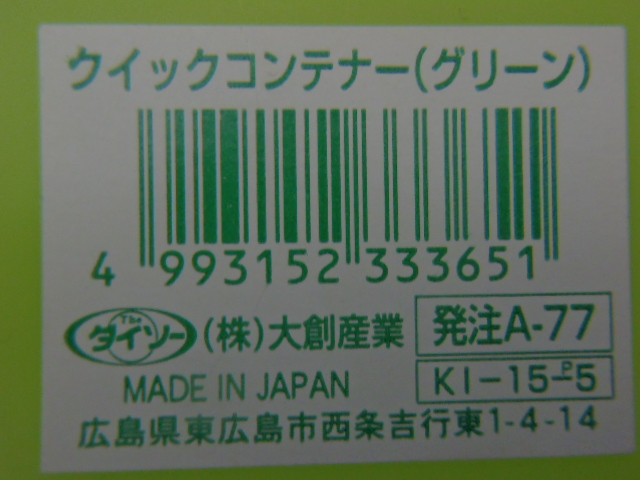 クイックコンテナー(グリーン)
4 993152 333651
The ダイソー (株)大創産業 発注A-77
MADE IN JAPAN KI-15-P5
広島県東広島市西条吉行東1-4-14